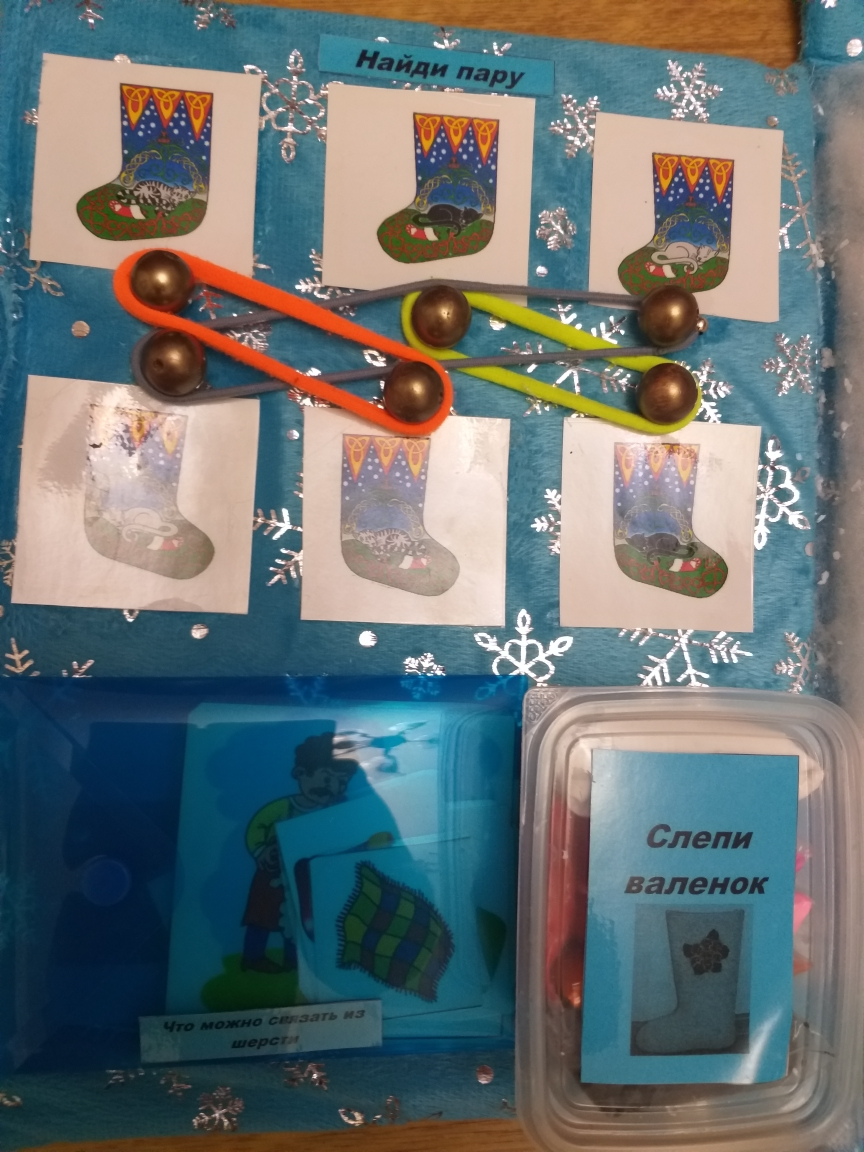 Найди пару
Слепи
валенок
Что можно связать из
шерсти